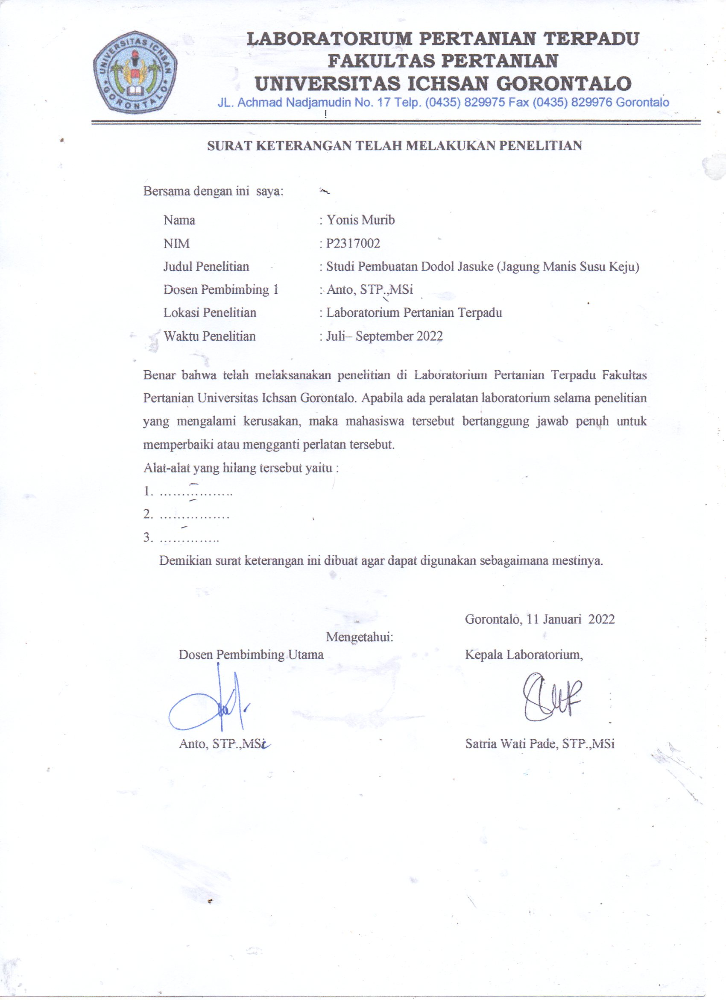 UNIVERSITAS ICHSAN
GORONTALO
LABORATORIUM PERTANIAN TERPADU
FAKULTAS PERTANIAN
UNIVERSITAS ICHSAN GORONTALO
JL. Achmad Nadjamudin No. 17 Telp. (0435) 829975 Fax (0435) 829976 Gorontalo
SURAT KETERANGAN TELAH MELAKUKAN PENELITIAN
Bersama dengan ini saya:
Nama : Yonis Murib
NIM : P2317002
Judul Penelitian : Studi Pembuatan Dodol Jasuke (Jagung Manis Susu Keju)
Dosen Pembimbing 1 : Anto, STP.,MSi
Lokasi Penelitian : Laboratorium Pertanian Terpadu
Waktu Penelitian : Juli– September 2022
Benar bahwa telah melaksanakan penelitian di Laboratorium Pertanian Terpadu Fakultas
Pertanian Universitas Ichsan Gorontalo. Apabila ada peralatan laboratorium selama penelitian
yang mengalami kerusakan, maka mahasiswa tersebut bertanggung jawab penuh untuk
memperbaiki atau mengganti perlatan tersebut.
Alat-alat yang hilang tersebut yaitu :
1. ..................
2. ................
3. ..............
Demikian surat keterangan ini dibuat agar dapat digunakan sebagaimana mestinya.
Gorontalo, 11 Januari 2022
Mengetahui:
Dosen Pembimbing Utama Kepala Laboratorium,
Anto, STP.,MSi Satria Wati Pade, STP.,MSi